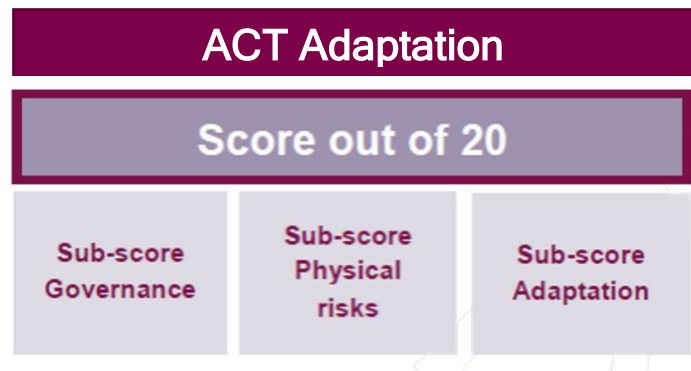 ACT Adaptation
Score out of 20
Sub-score
Governance
Sub-score
Physical
risks
Sub-score
Adaptation